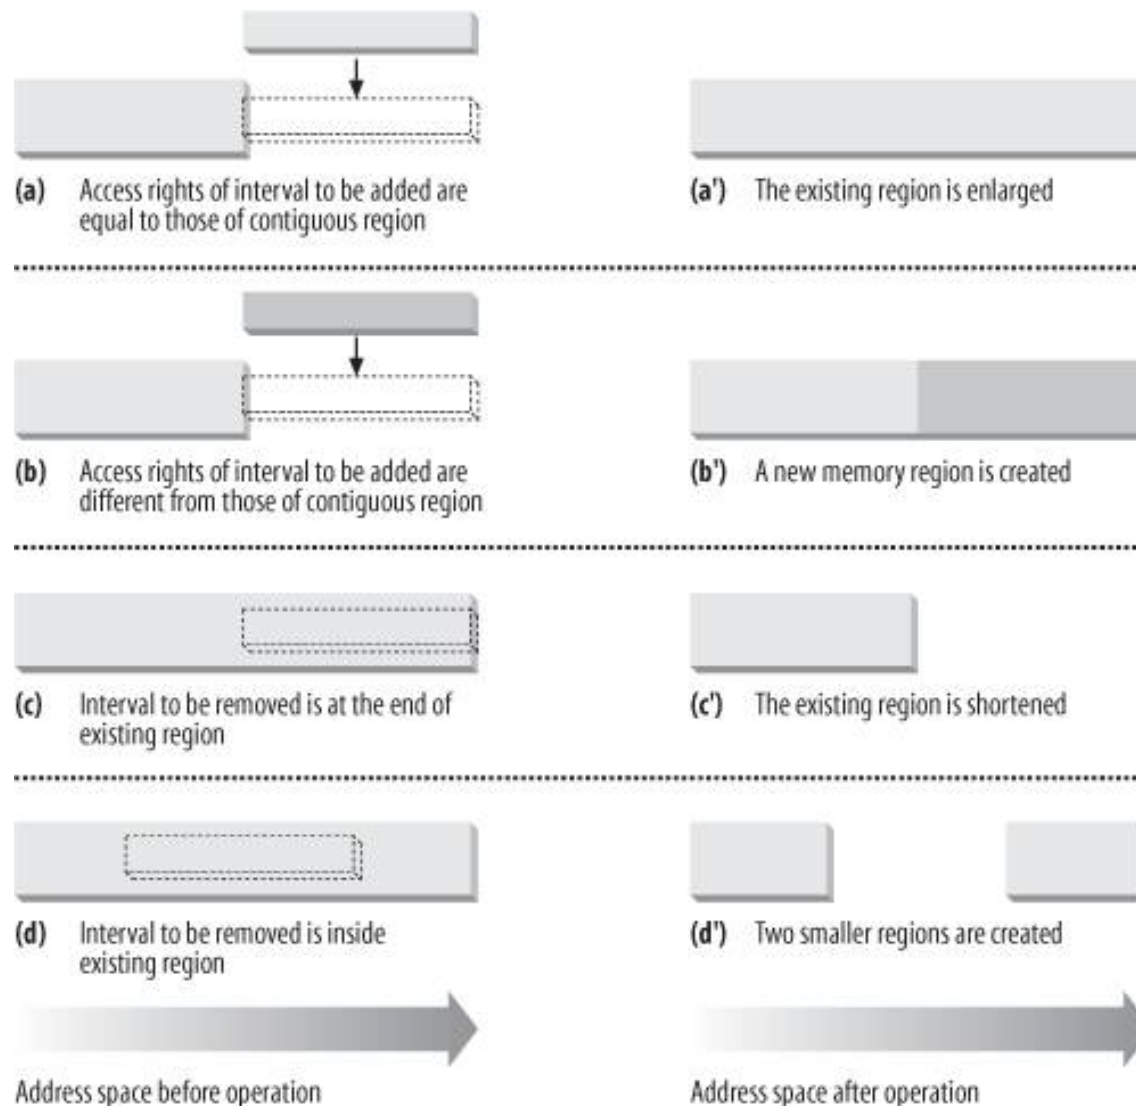 (a) Access rights of interval to be added are
equal to those of contiguous region
(a') The existing region is enlarged
(b) Access rights of interval to be added are
different from those of contiguous region
(b') A new memory region is created
(c) Interval to be removed is at the end of
existing region
(c') The existing region is shortened
(d) Interval to be removed is inside
existing region
(d') Two smaller regions are created
Address space before operation
Address space after operation